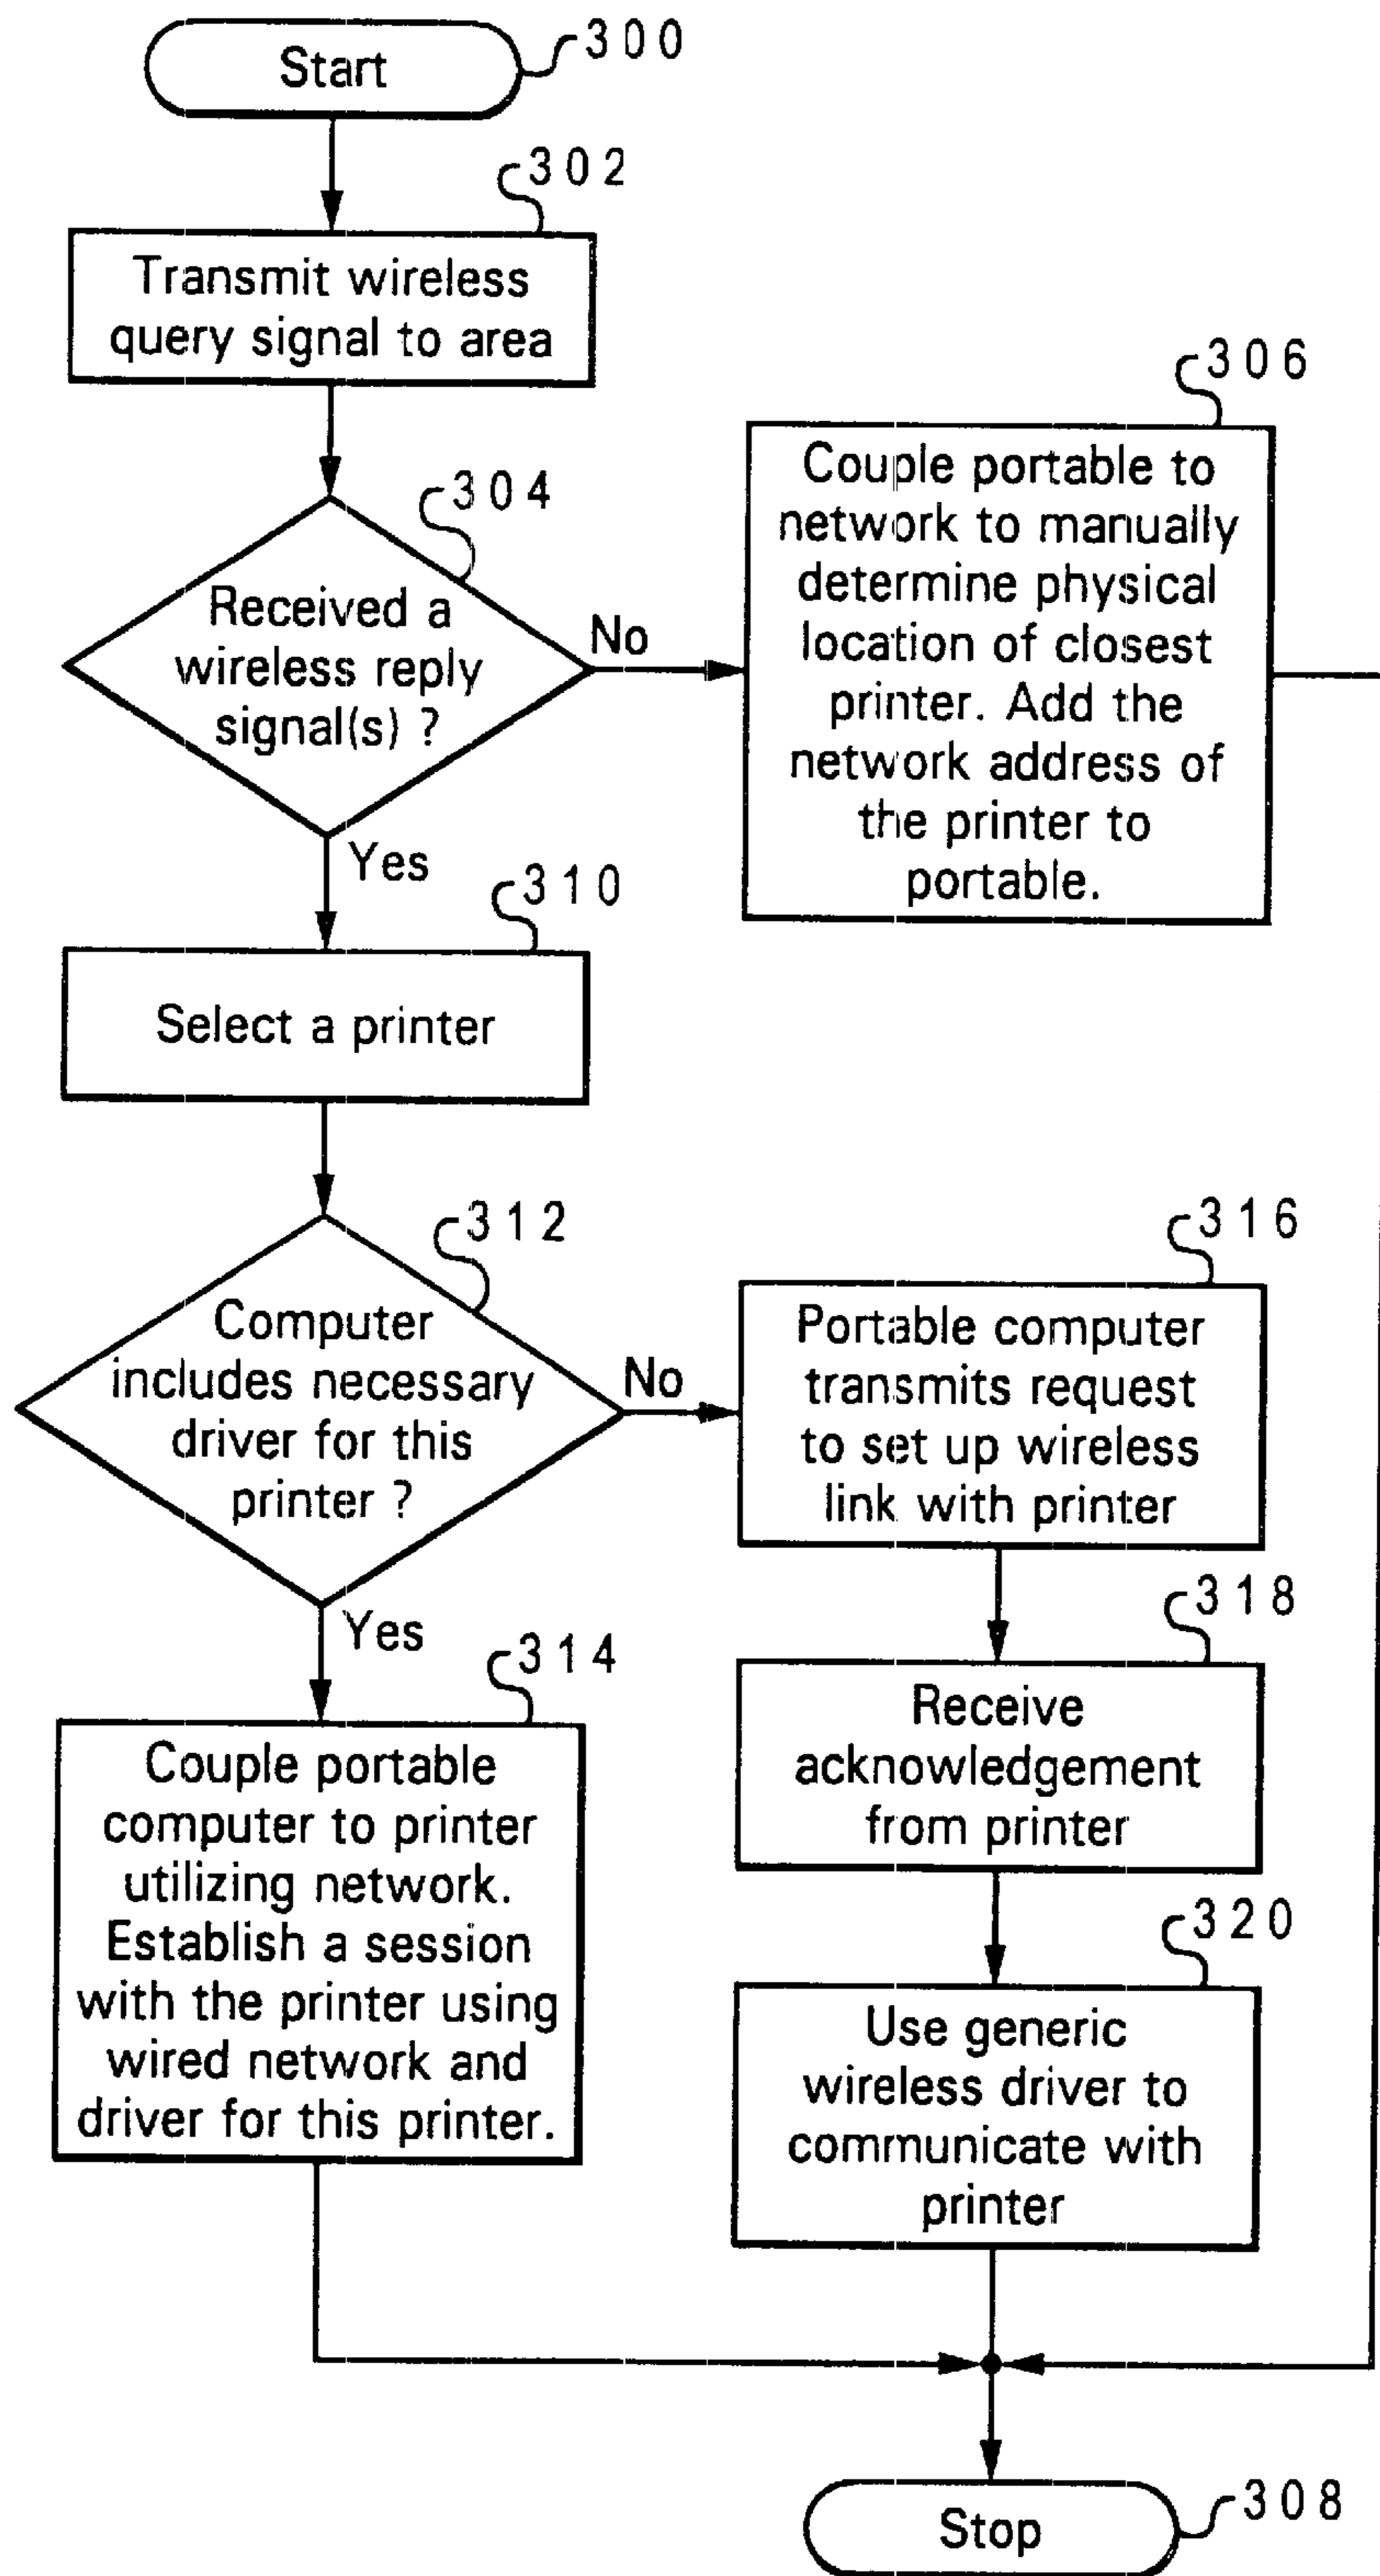 Start
300
302
Transmit wireless
query signal to area
304
Received a
wireless reply
signal(s) ?
No
Yes
306
Couple portable to
network to manually
determine physical
location of closest
printer. Add the
network address of
the printer to
portable.
310
Select a printer
312
Computer
includes necessary
driver for this
printer ?
No
Yes
316
Portable computer
transmits request
to set up wireless
link with printer
318
Receive
acknowledgement
from printer
314
Couple portable
computer to printer
utilizing network.
Establish a session
with the printer using
wired network and
driver for this printer.
320
Use generic
wireless driver to
communicate with
printer
Stop
308